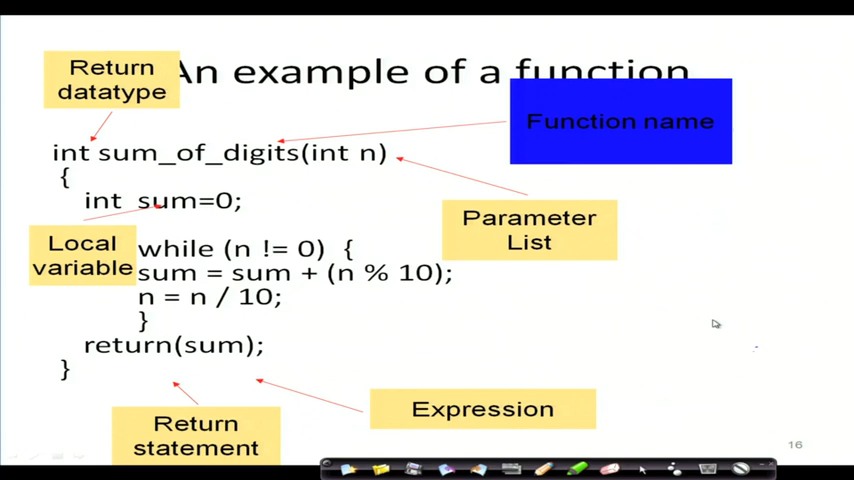 An example of a function
Return
datatype
Function name
int sum_of_digits(int n)
{
int sum=0;
Parameter
List
Local
variable
while (n != 0) {
sum = sum + (n % 10);
n = n / 10;
}
return(sum);
}
Expression
Return
statement
16